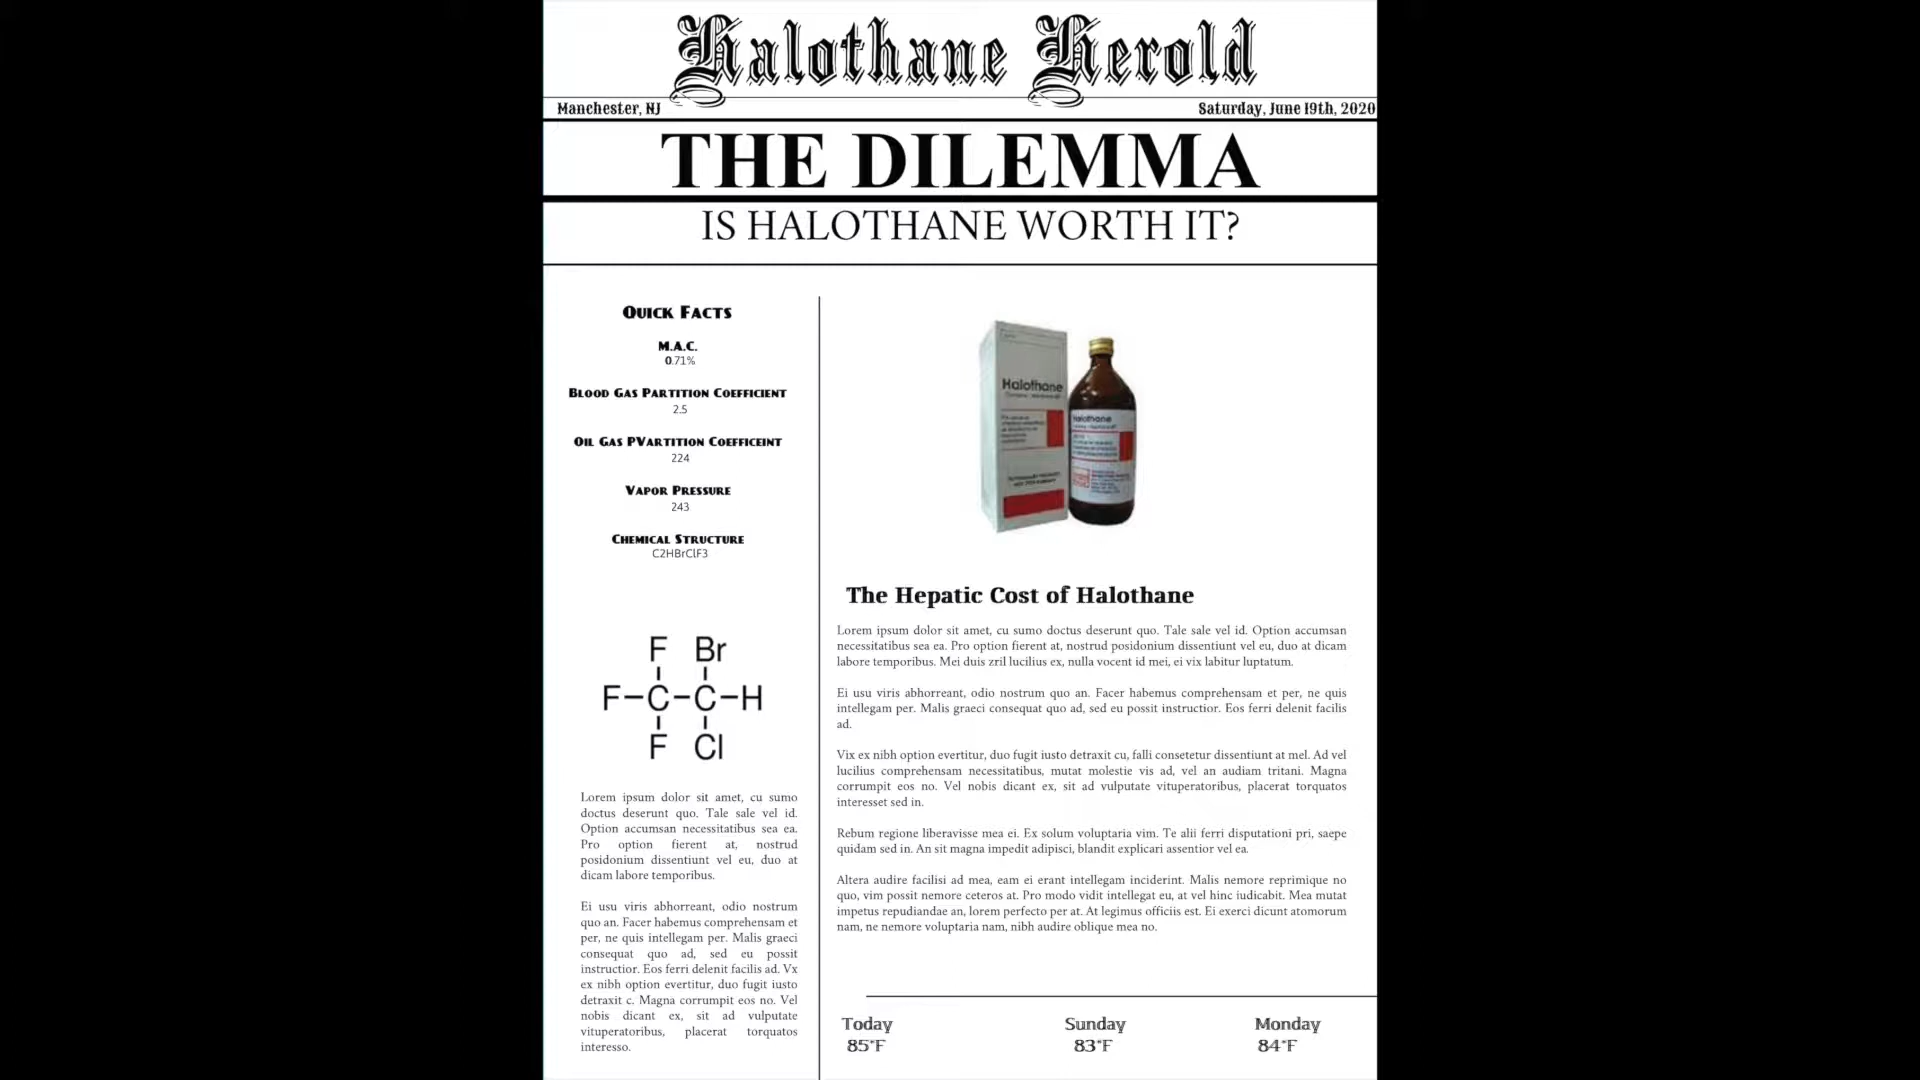 Halothane Herold
Manchester, NJ
Saturday, June 19th, 2020
THE DILEMMA
IS HALOTHANE WORTH IT?
Quick Facts
M.A.C.
0.71%
Blood Gas Partition Coefficient
2.5
Oil Gas PVartition Coefficeint
224
Vapor Pressure
243
Chemical Structure
C2HBrClF3
F Br
F-C-C-H
F Cl
Lorem ipsum dolor sit amet, cu sumo
doctus deserunt quo. Tale sale vel id.
Option accumsan necessitatibus sea ea.
Pro option fierent at, nostrud
posidonium dissentiunt vel eu, duo at
dicam labore temporibus.
Ei usu viris abhorreant, odio nostrum
quo an. Facer habemus comprehensam et
per, ne quis intellegam per. Malis graeci
consequat quo ad, sed eu possit
instructior. Eos ferri delenit facilis ad. Vx
ex nibh option evertitur, duo fugit iusto
detraxit c. Magna corrumpit eos no. Vel
nobis dicant ex, sit ad vulputate
vituperatoribus, placerat torquatos
interesso.
Halothane
Halothane
The Hepatic Cost of Halothane
Lorem ipsum dolor sit amet, cu sumo doctus deserunt quo. Tale sale vel id. Option accumsan
necessitatibus sea ea. Pro option fierent at, nostrud posidonium dissentiunt vel eu, duo at dicam
labore temporibus. Mei duis zril lucilius ex, nulla vocent id mei, ei vix labitur luptatum.
Ei usu viris abhorreant, odio nostrum quo an. Facer habemus comprehensam et per, ne quis
intellegam per. Malis graeci consequat quo ad, sed eu possit instructior. Eos ferri delenit facilis
ad.
Vix ex nibh option evertitur, duo fugit iusto detraxit cu, falli consetetur dissentiunt at mel. Ad vel
lucilius comprehensam necessitatibus, mutat molestie vis ad, vel an audiam tritani. Magna
corrumpit eos no. Vel nobis dicant ex, sit ad vulputate vituperatoribus, placerat torquatos
interesset sed in.
Rebum regione liberavisse mea ei. Ex solum voluptaria vim. Te alii ferri disputationi pri, saepe
quidam sed in. An sit magna impedit adipisci, blandit explicari assentior vel ea.
Altera audire facilisi ad mea, eam ei erant intellegam inciderint. Malis nemore reprimique no
quo, vim possit nemore ceteros at. Pro modo vidit intellegat eu, at vel hinc iudicabit. Mea mutat
impetus repudiandae an, lorem perfecto per at. At legimus officiis est. Ei exerci dicunt atomorum
nam, ne nemore voluptaria nam, nibh audire oblique mea no.
Today Sunday Monday
85°F 83°F 84°F